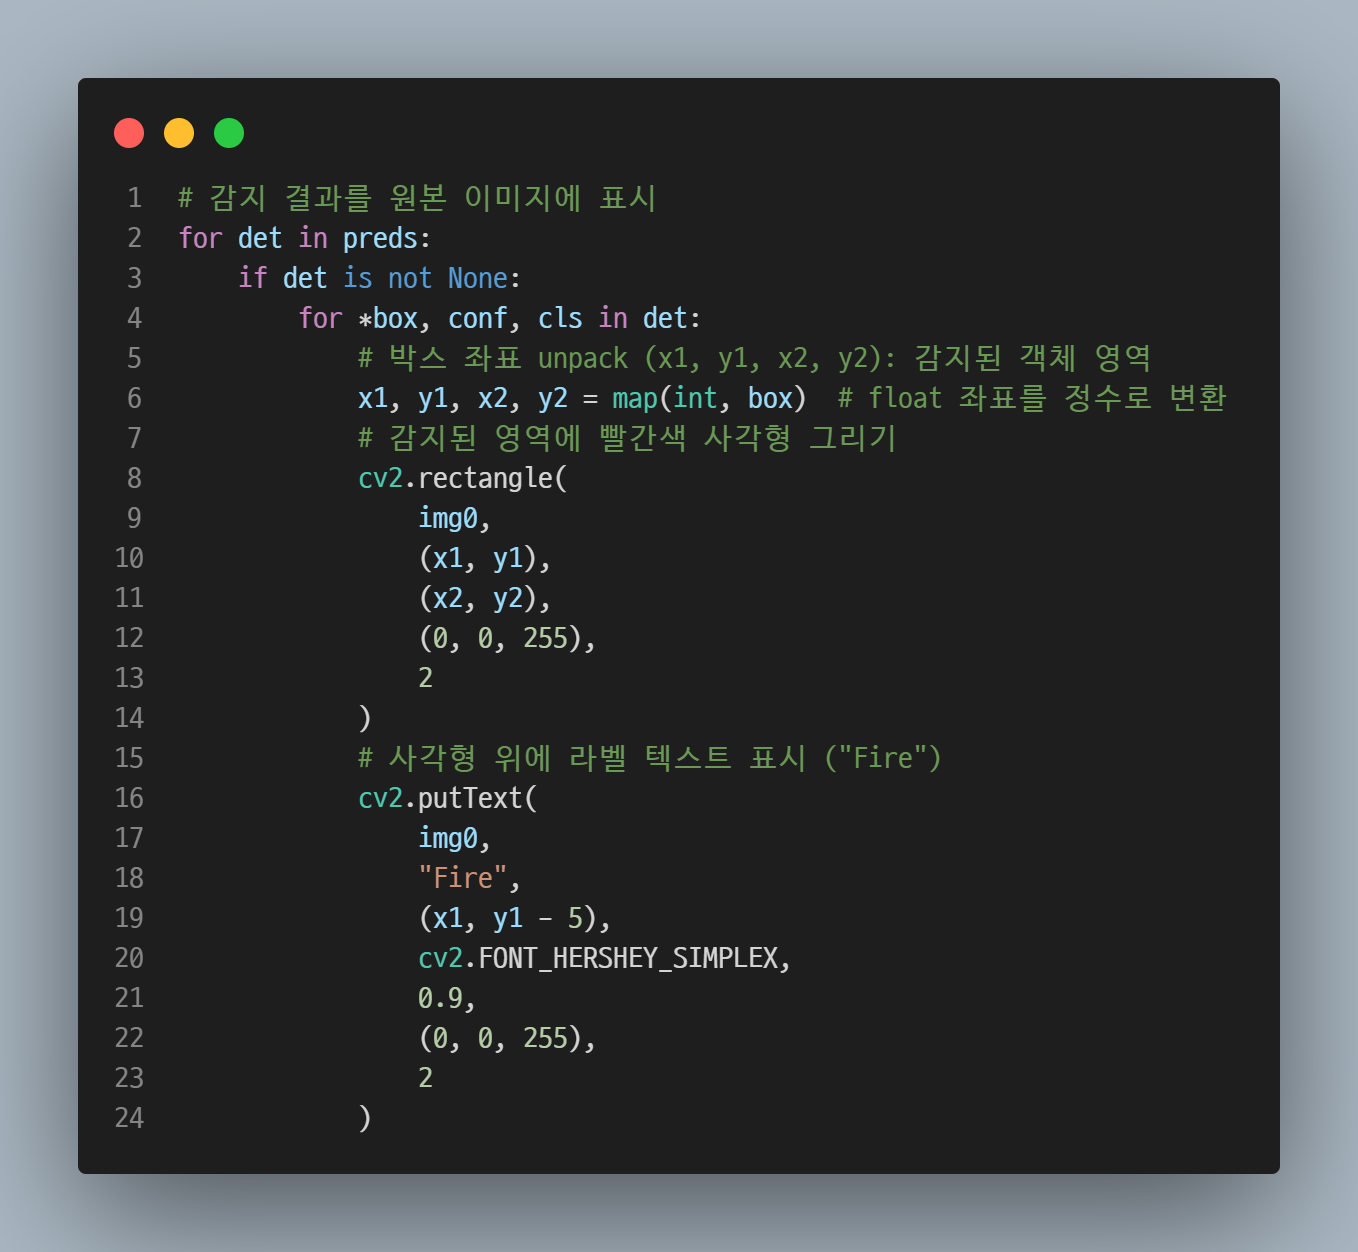 1 # 감지 결과를 원본 이미지에 표시
2 for det in preds:
3     if det is not None:
4         for *box, conf, cls in det:
5             # 박스 좌표 unpack (x1, y1, x2, y2): 감지된 객체 영역
6             x1, y1, x2, y2 = map(int, box)  # float 좌표를 정수로 변환
7             # 감지된 영역에 빨간색 사각형 그리기
8             cv2.rectangle(
9                 img0,
10                 (x1, y1),
11                 (x2, y2),
12                 (0, 0, 255),
13                 2
14             )
15             # 사각형 위에 라벨 텍스트 표시 ("Fire")
16             cv2.putText(
17                 img0,
18                 "Fire",
19                 (x1, y1 - 5),
20                 cv2.FONT_HERSHEY_SIMPLEX,
21                 0.9,
22                 (0, 0, 255),
23                 2
24             )